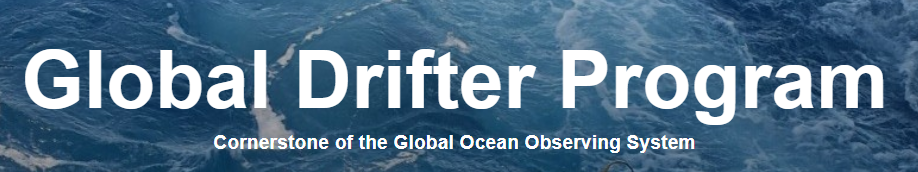 Global Drifter Program
Cornerstone of the Global Ocean Observing System